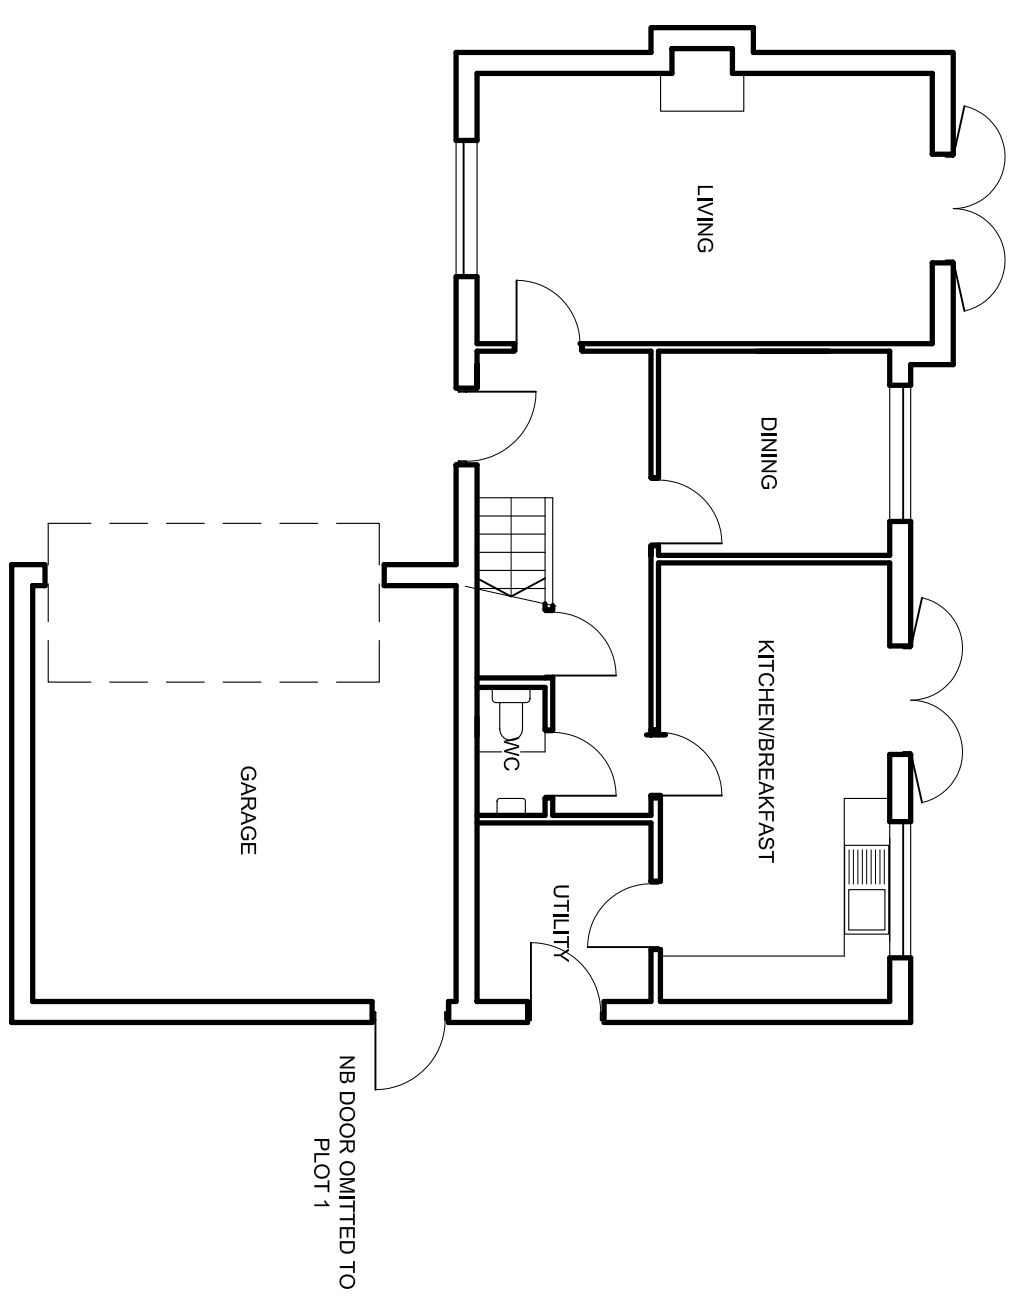 LIVING
DINING
KITCHEN/BREAKFAST
WC
UTILITY
GARAGE
NB DOOR OMITTED TO
PLOT 1